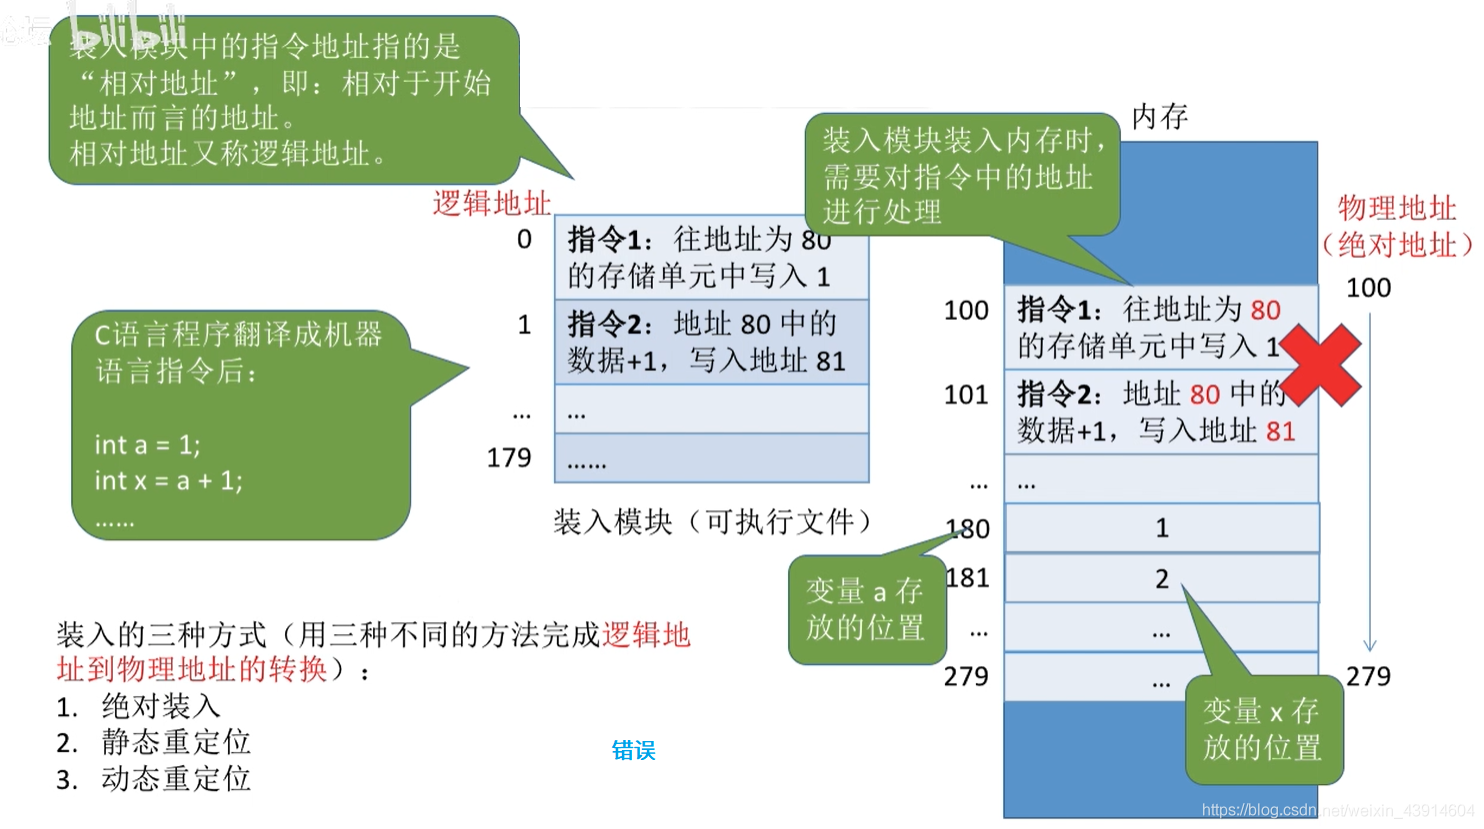 bilibili
装入模块中的指令地址指的是
“相对地址”，即：相对于开始
地址而言的地址。
相对地址又称逻辑地址。
逻辑地址
0
指令1：往地址为 80
的存储单元中写入 1
1
指令2：地址 80 中的
数据+1，写入地址 81
...
...
179
......
装入模块（可执行文件）
C语言程序翻译成机器
语言指令后：
int a = 1;
int x = a + 1;
......
装入模块装入内存时，
需要对指令中的地址
进行处理
内存
物理地址
（绝对地址）
100
279
100
指令1：往地址为 80
的存储单元中写入 1
101
指令2：地址 80 中的
数据+1，写入地址 81
...
...
180
1
181
2
...
...
279
...
变量 a 存
放的位置
变量 x 存
放的位置
装入的三种方式（用三种不同的方法完成逻辑地
址到物理地址的转换）：
1. 绝对装入
2. 静态重定位
3. 动态重定位
错误
https://blog.csdn.net/weixin_43914604